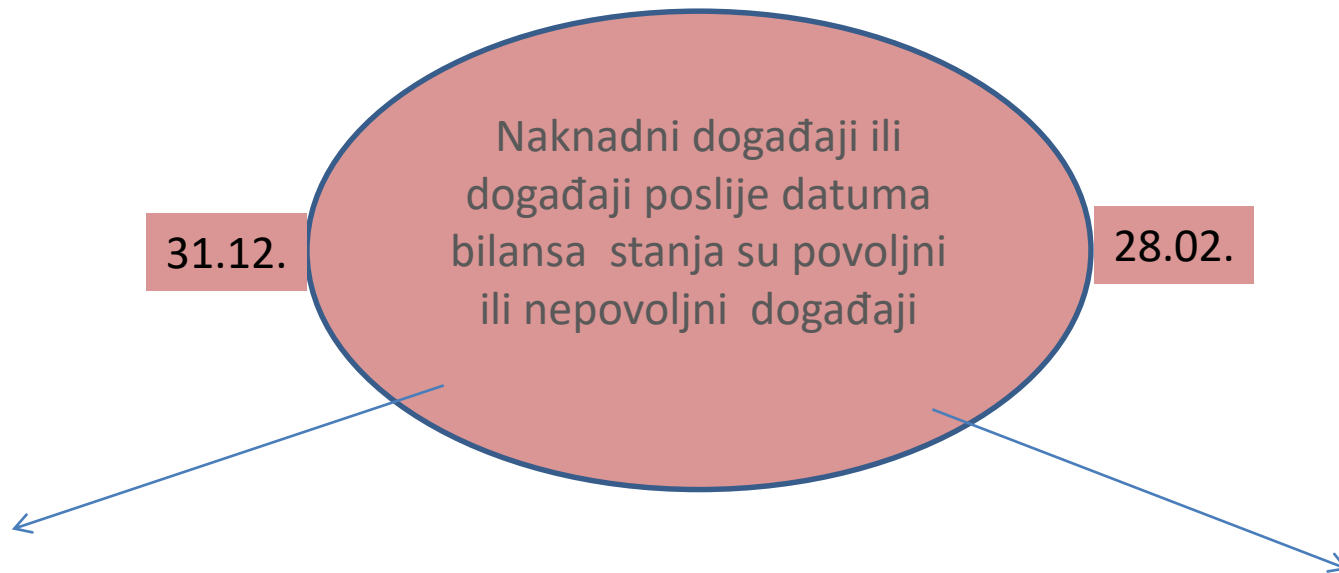 Naknadni događaji ili
događaji poslije datuma
31.12.
bilansa stanja su povoljni
28.02.
ili nepovoljni događaji